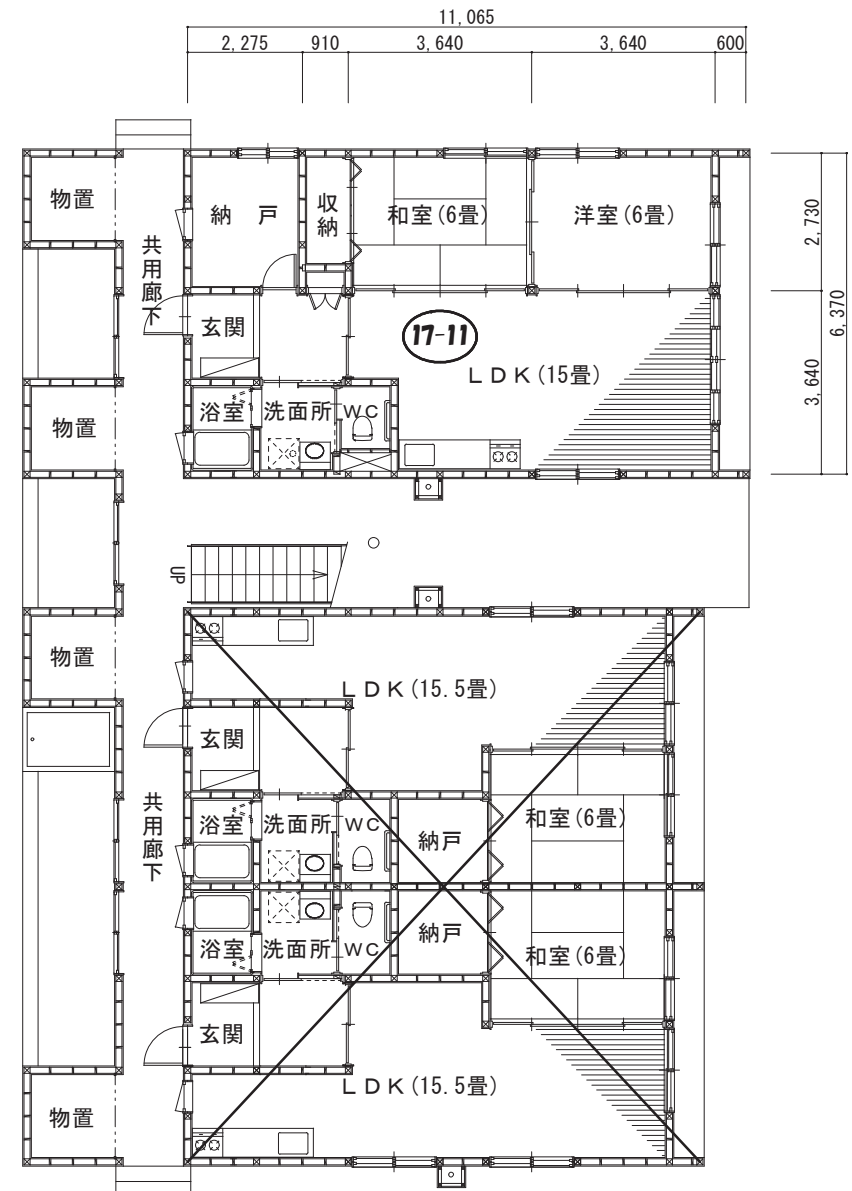 11,065
2,275 910 3,640 3,640 600
物置
納 戸
収納
和室(6畳)
洋室(6畳)
2,730
共用廊下
玄関
17-11
LDK(15畳)
6,370
3,640
物置
浴室
洗面所
WC
UP
物置
LDK(15.5畳)
玄関
共用廊下
浴室
洗面所
WC
納戸
和室(6畳)
浴室
洗面所
WC
納戸
和室(6畳)
玄関
LDK(15.5畳)
物置